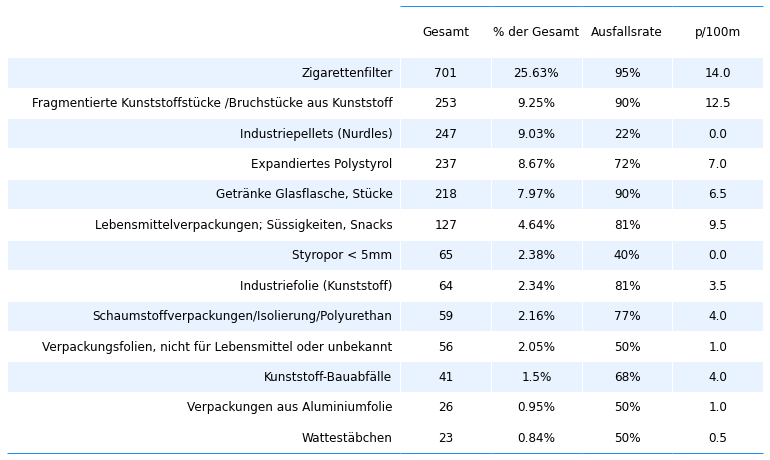 Gesamt % der Gesamt Ausfallsrate p/100m
Zigarettenfilter 701 25.63% 95% 14.0
Fragmentierte Kunststoffstücke /Bruchstücke aus Kunststoff 253 9.25% 90% 12.5
Industriepellets (Nurdles) 247 9.03% 22% 0.0
Expandiertes Polystyrol 237 8.67% 72% 7.0
Getränke Glasflasche, Stücke 218 7.97% 90% 6.5
Lebensmittelverpackungen; Süssigkeiten, Snacks 127 4.64% 81% 9.5
Styropor < 5mm 65 2.38% 40% 0.0
Industriefolie (Kunststoff) 64 2.34% 81% 3.5
Schaumstoffverpackungen/Isolierung/Polyurethan 59 2.16% 77% 4.0
Verpackungsfolien, nicht für Lebensmittel oder unbekannt 56 2.05% 50% 1.0
Kunststoff-Bauabfälle 41 1.5% 68% 4.0
Verpackungen aus Aluminiumfolie 26 0.95% 50% 1.0
Wattestäbchen 23 0.84% 50% 0.5